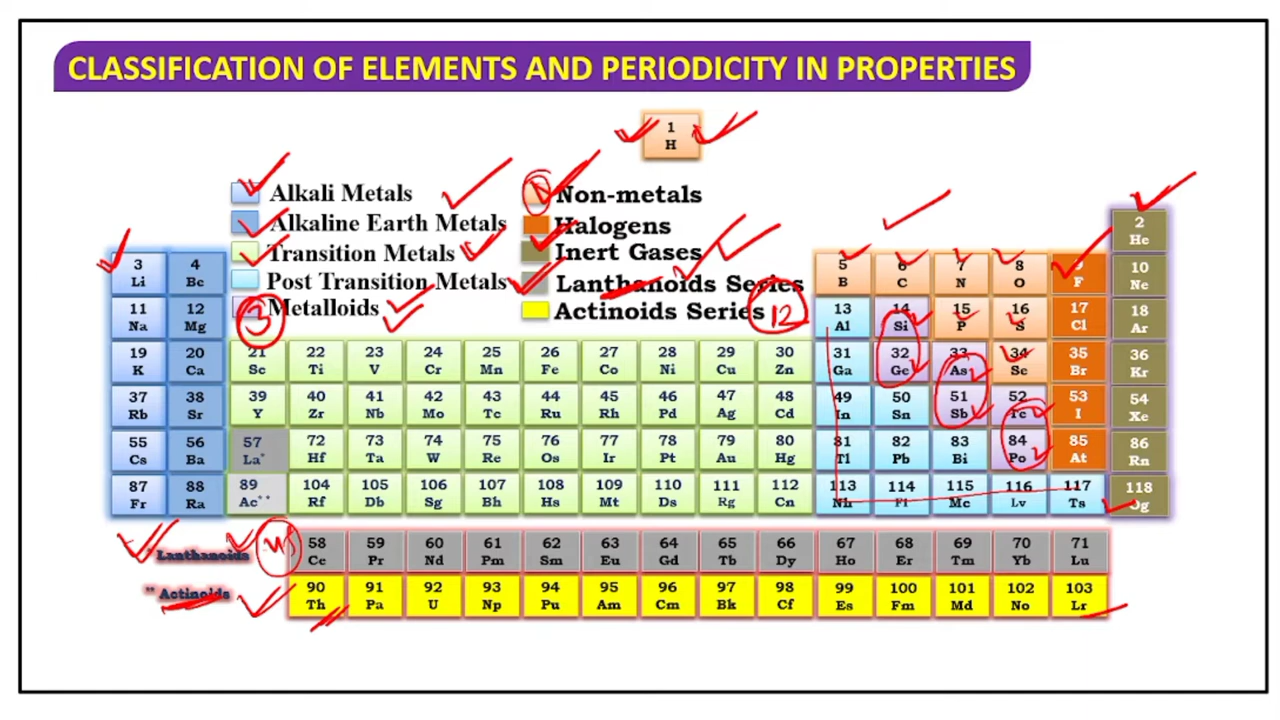 CLASSIFICATION OF ELEMENTS AND PERIODICITY IN PROPERTIES
1
H
Alkali Metals
Alkaline Earth Metals
Transition Metals
Post Transition Metals
Metalloids
Non-metals
Halogens
Inert Gases
Lanthanoids Series
Actinoids Series
3
12
2
He
3 4 5 6 7 8 9 10
Li Be B C N O F Ne
11 12 13 14 15 16 17 18
Na Mg Al Si P S Cl Ar
19 20 21 22 23 24 25 26 27 28 29 30 31 32 33 34 35 36
K Ca Sc Ti V Cr Mn Fe Co Ni Cu Zn Ga Ge As Se Br Kr
37 38 39 40 41 42 43 44 45 46 47 48 49 50 51 52 53 54
Rb Sr Y Zr Nb Mo Tc Ru Rh Pd Ag Cd In Sn Sb Te I Xe
55 56 57 72 73 74 75 76 77 78 79 80 81 82 83 84 85 86
Cs Ba La* Hf Ta W Re Os Ir Pt Au Hg Tl Pb Bi Po At Rn
87 88 89 104 105 106 107 108 109 110 111 112 113 114 115 116 117 118
Fr Ra Ac** Rf Db Sg Bh Hs Mt Ds Rg Cn Nh Fl Mc Lv Ts Og
58 59 60 61 62 63 64 65 66 67 68 69 70 71
* Lanthanoids Ce Pr Nd Pm Sm Eu Gd Tb Dy Ho Er Tm Yb Lu
90 91 92 93 94 95 96 97 98 99 100 101 102 103
** Actinoids Th Pa U Np Pu Am Cm Bk Cf Es Fm Md No Lr